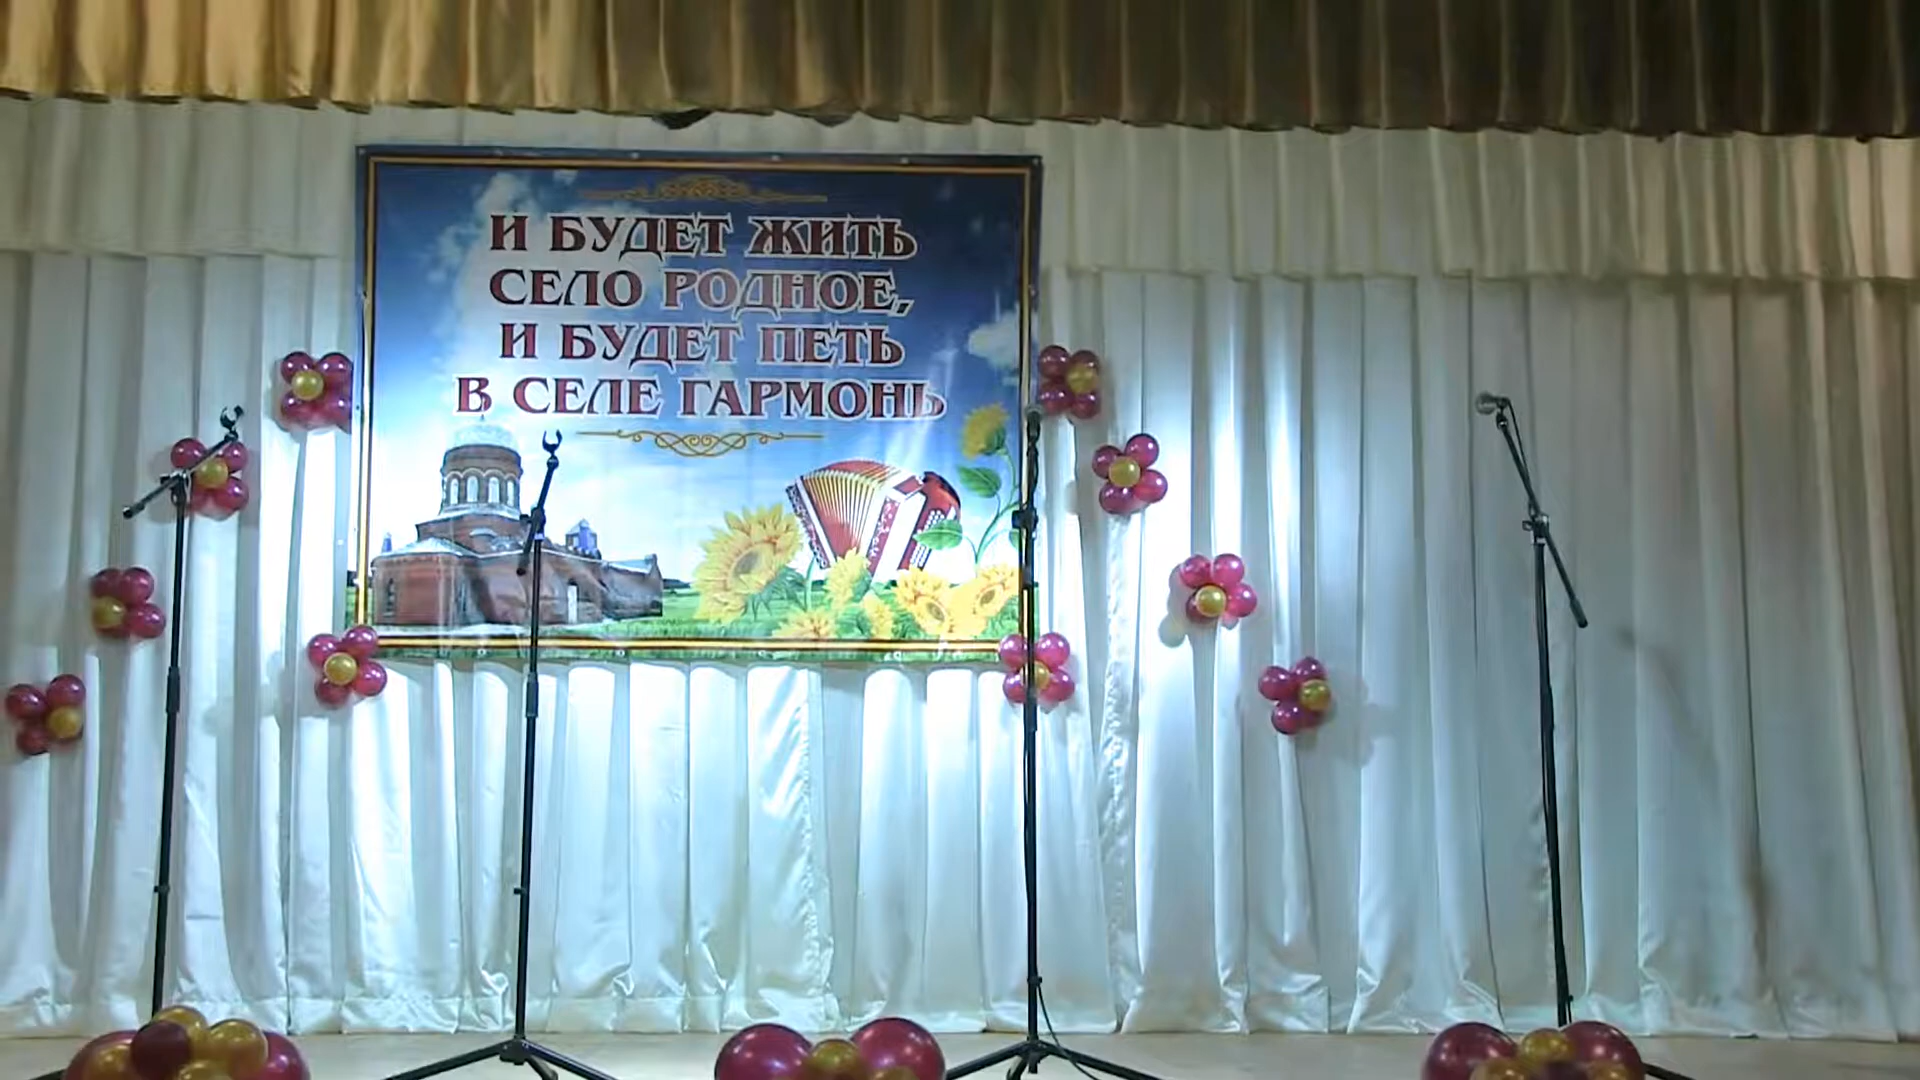 И БУДЕТ ЖИТЬ
СЕЛО РОДНОЕ,
И БУДЕТ ПЕТЬ
В СЕЛЕ ГАРМОНЬ